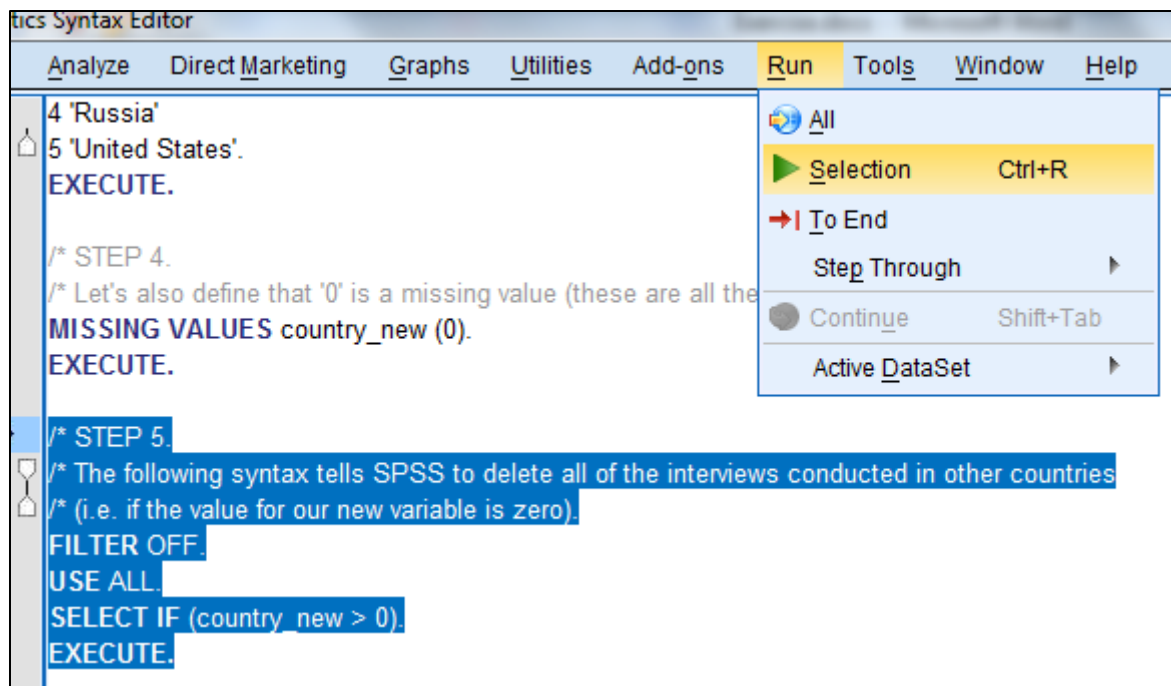 tics Syntax Editor
Analyze Direct Marketing Graphs Utilities Add-ons Run Tools Window Help
4 'Russia'
5 'United States'.
EXECUTE.
/* STEP 4.
/* Let's also define that '0' is a missing value (these are all the
MISSING VALUES country_new (0).
EXECUTE.
/* STEP 5.
/* The following syntax tells SPSS to delete all of the interviews conducted in other countries
/* (i.e. if the value for our new variable is zero).
FILTER OFF.
USE ALL.
SELECT IF (country_new > 0).
EXECUTE.
All
Selection Ctrl+R
To End
Step Through
Continue Shift+Tab
Active DataSet